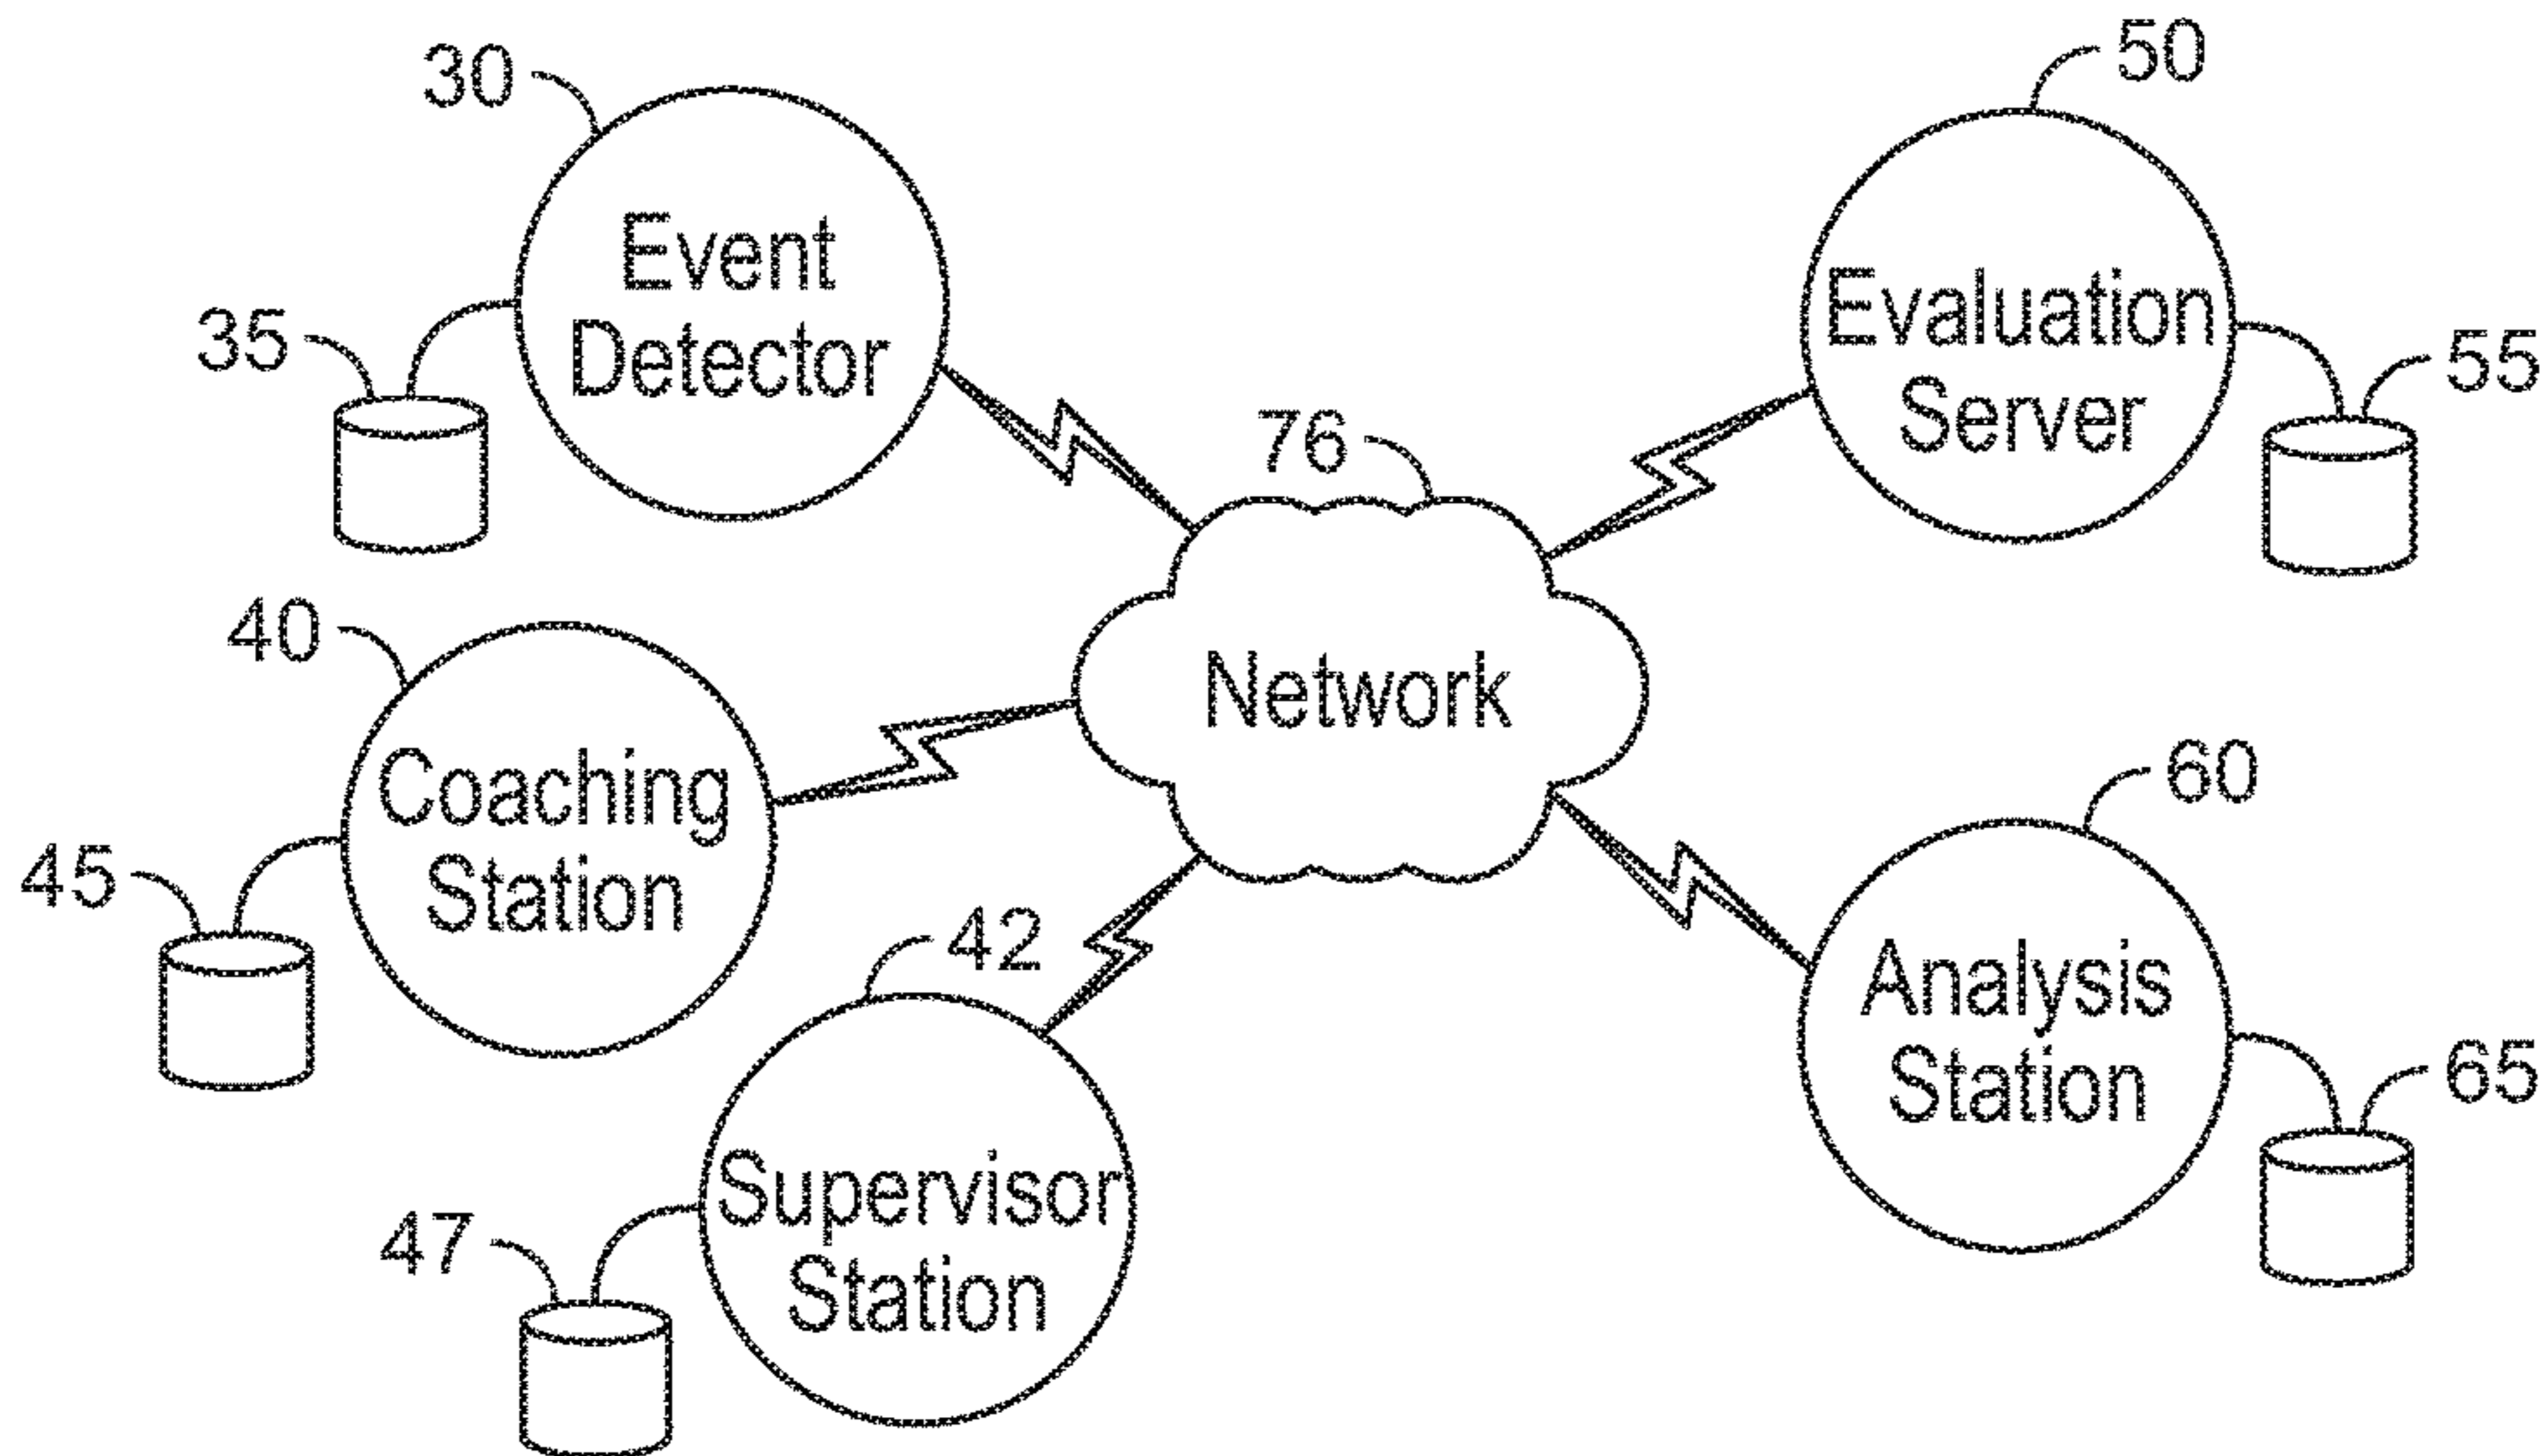 30
Event
Detector
35
50
Evaluation
Server
55
76
Network
40
Coaching
Station
45
42
Supervisor
Station
47
60
Analysis
Station
65